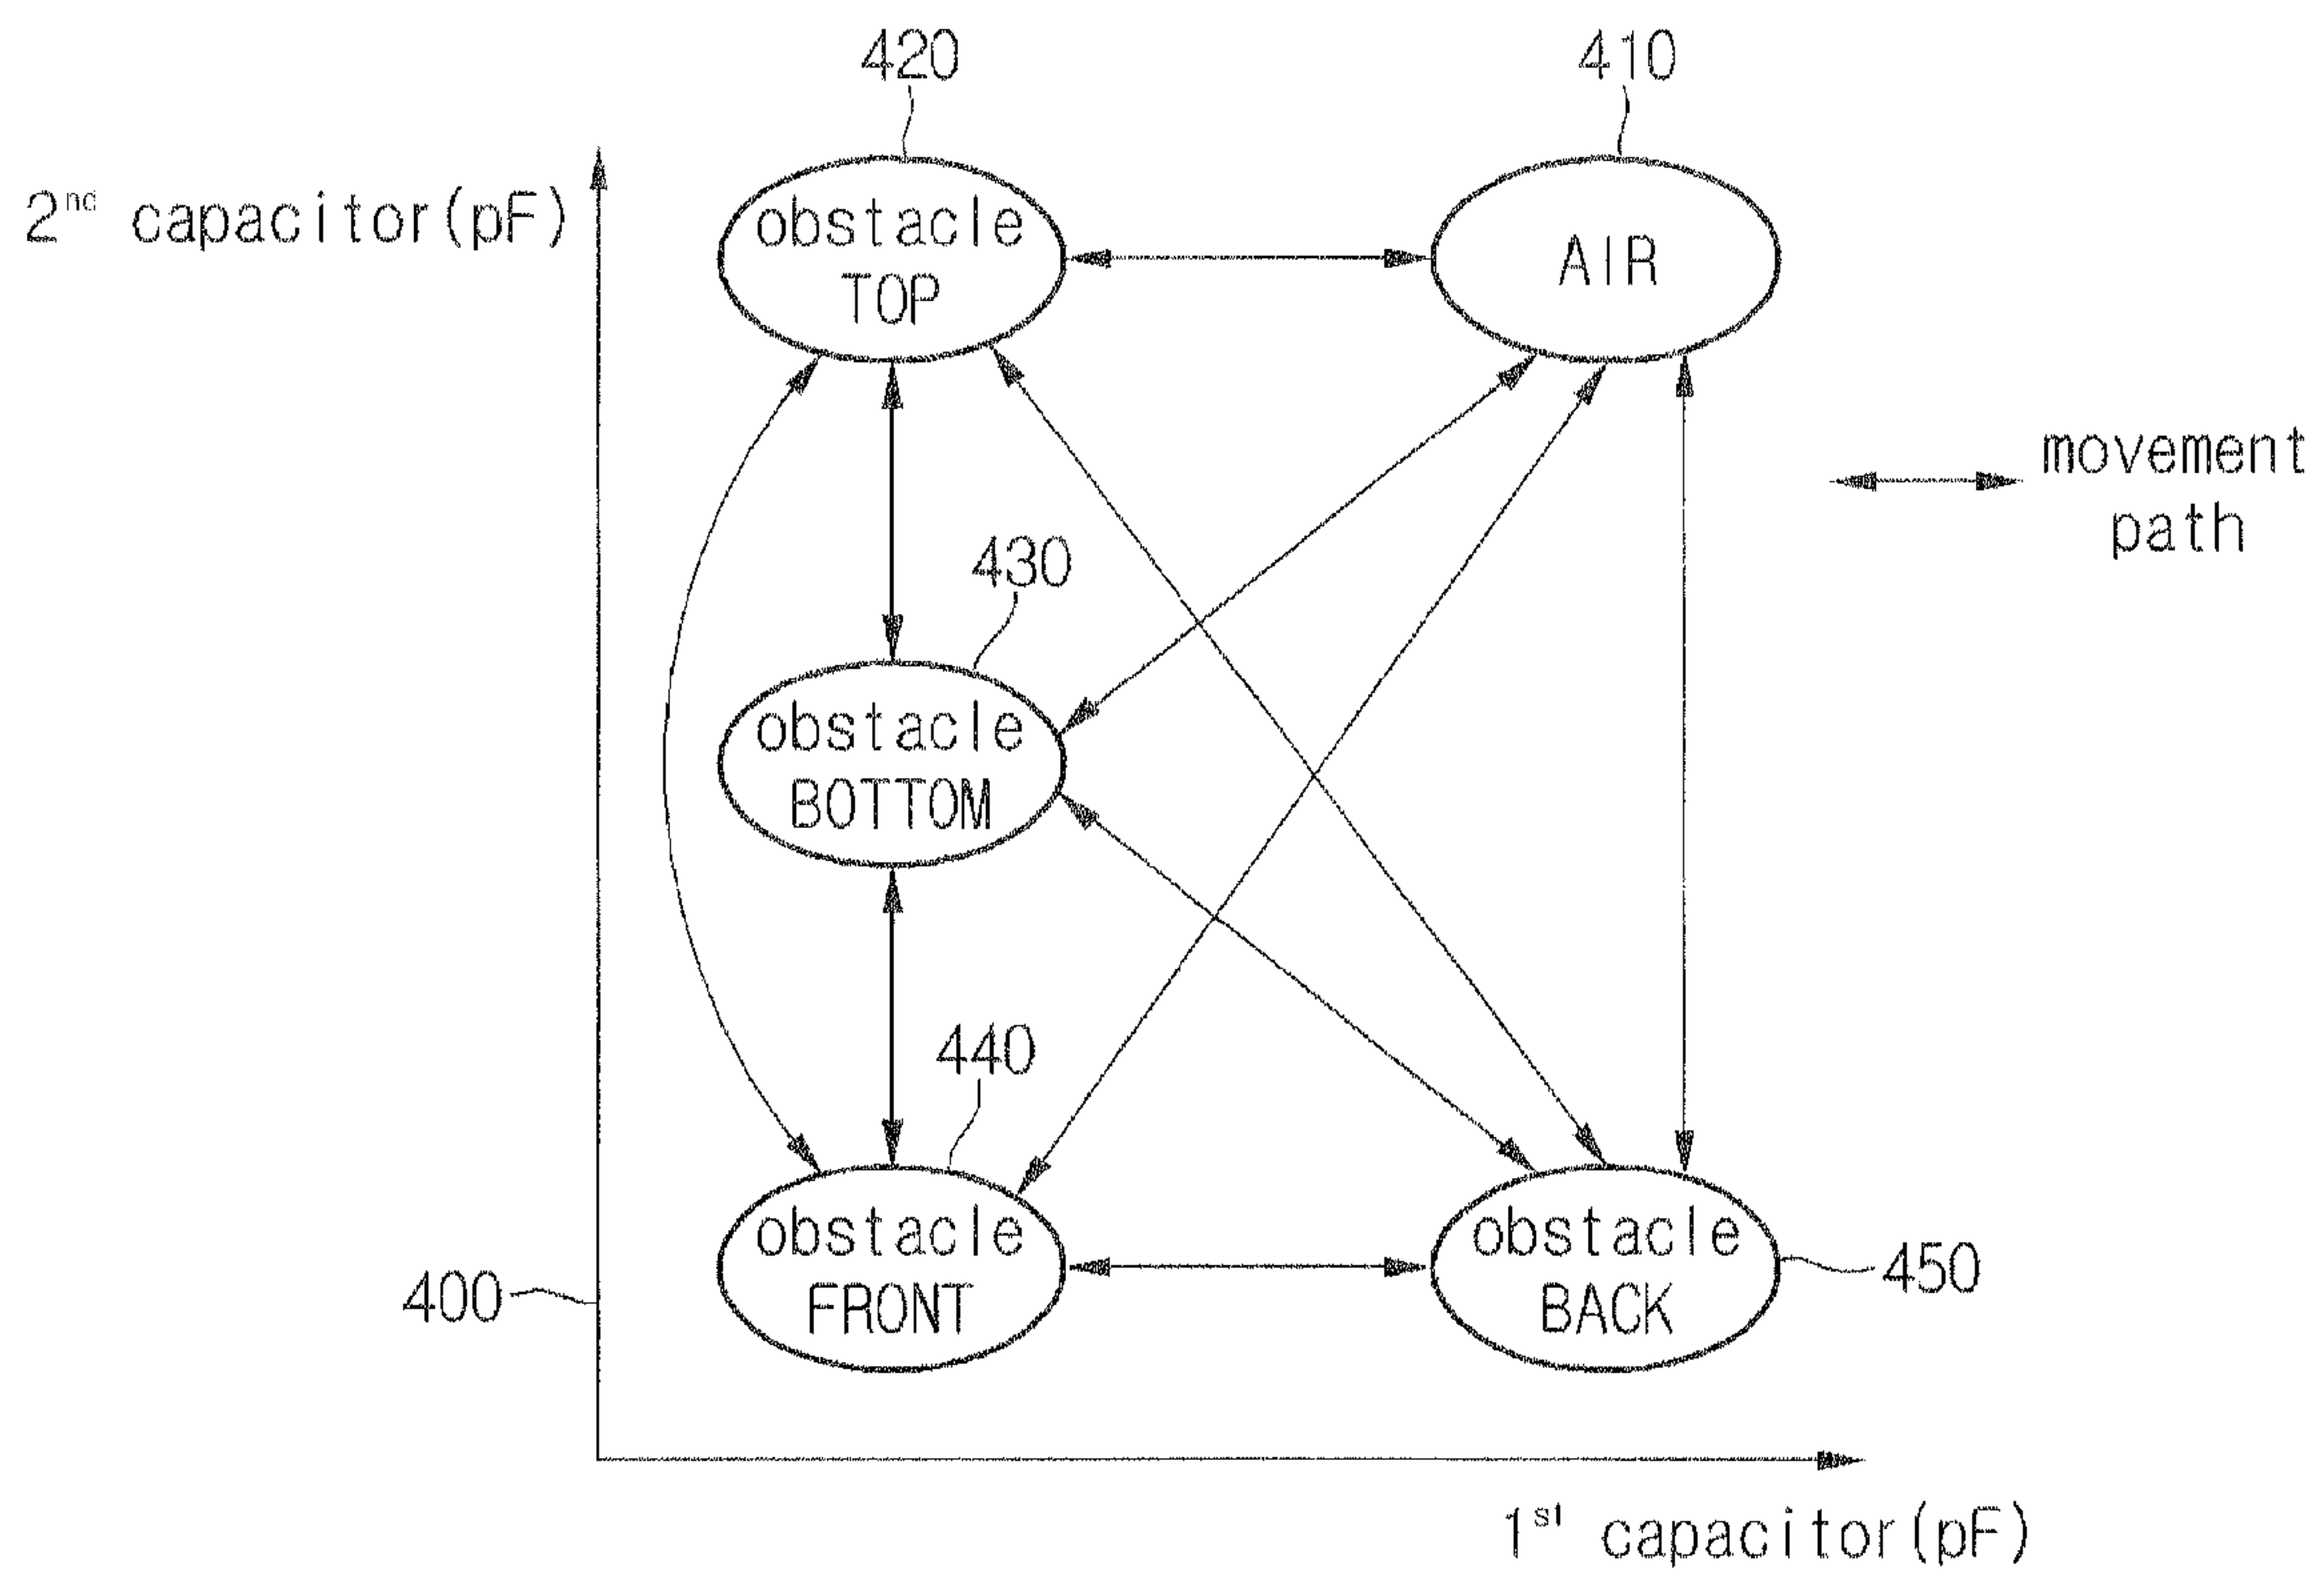 420
410
2nd capacitor(pF)
obstacle
TOP
AIR
movement
path
430
obstacle
BOTTOM
440
obstacle
FRONT
obstacle
BACK
450
400
1st capacitor(pF)